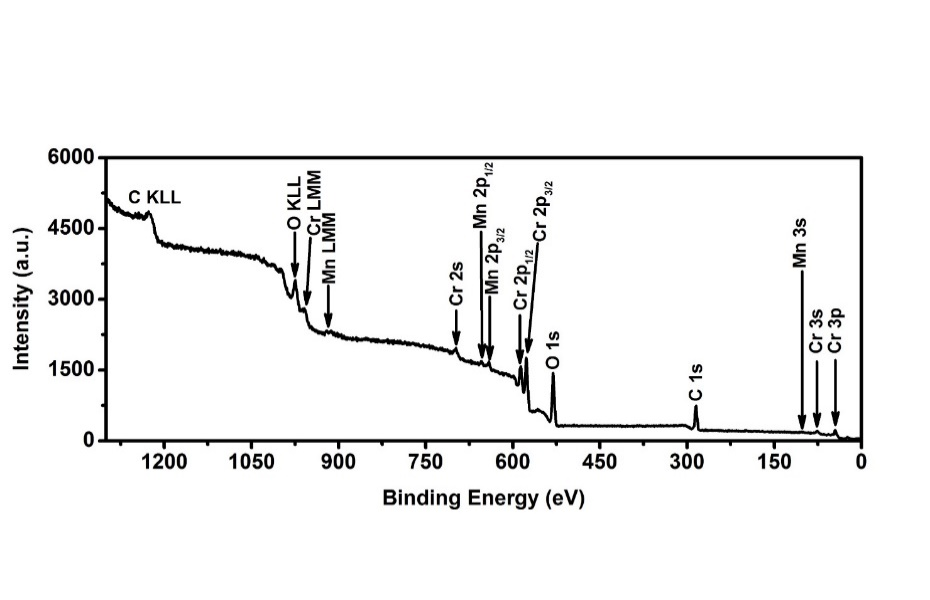 6000
4500
3000
1500
0
Intensity (a.u.)
C KLL
O KLL
Cr LMM
Mn LMM
Cr 2s
Mn 2p1/2
Mn 2p3/2
Cr 2p1/2
Cr 2p3/2
O 1s
C 1s
Mn 3s
Cr 3s
Cr 3p
1200 1050 900 750 600 450 300 150 0
Binding Energy (eV)